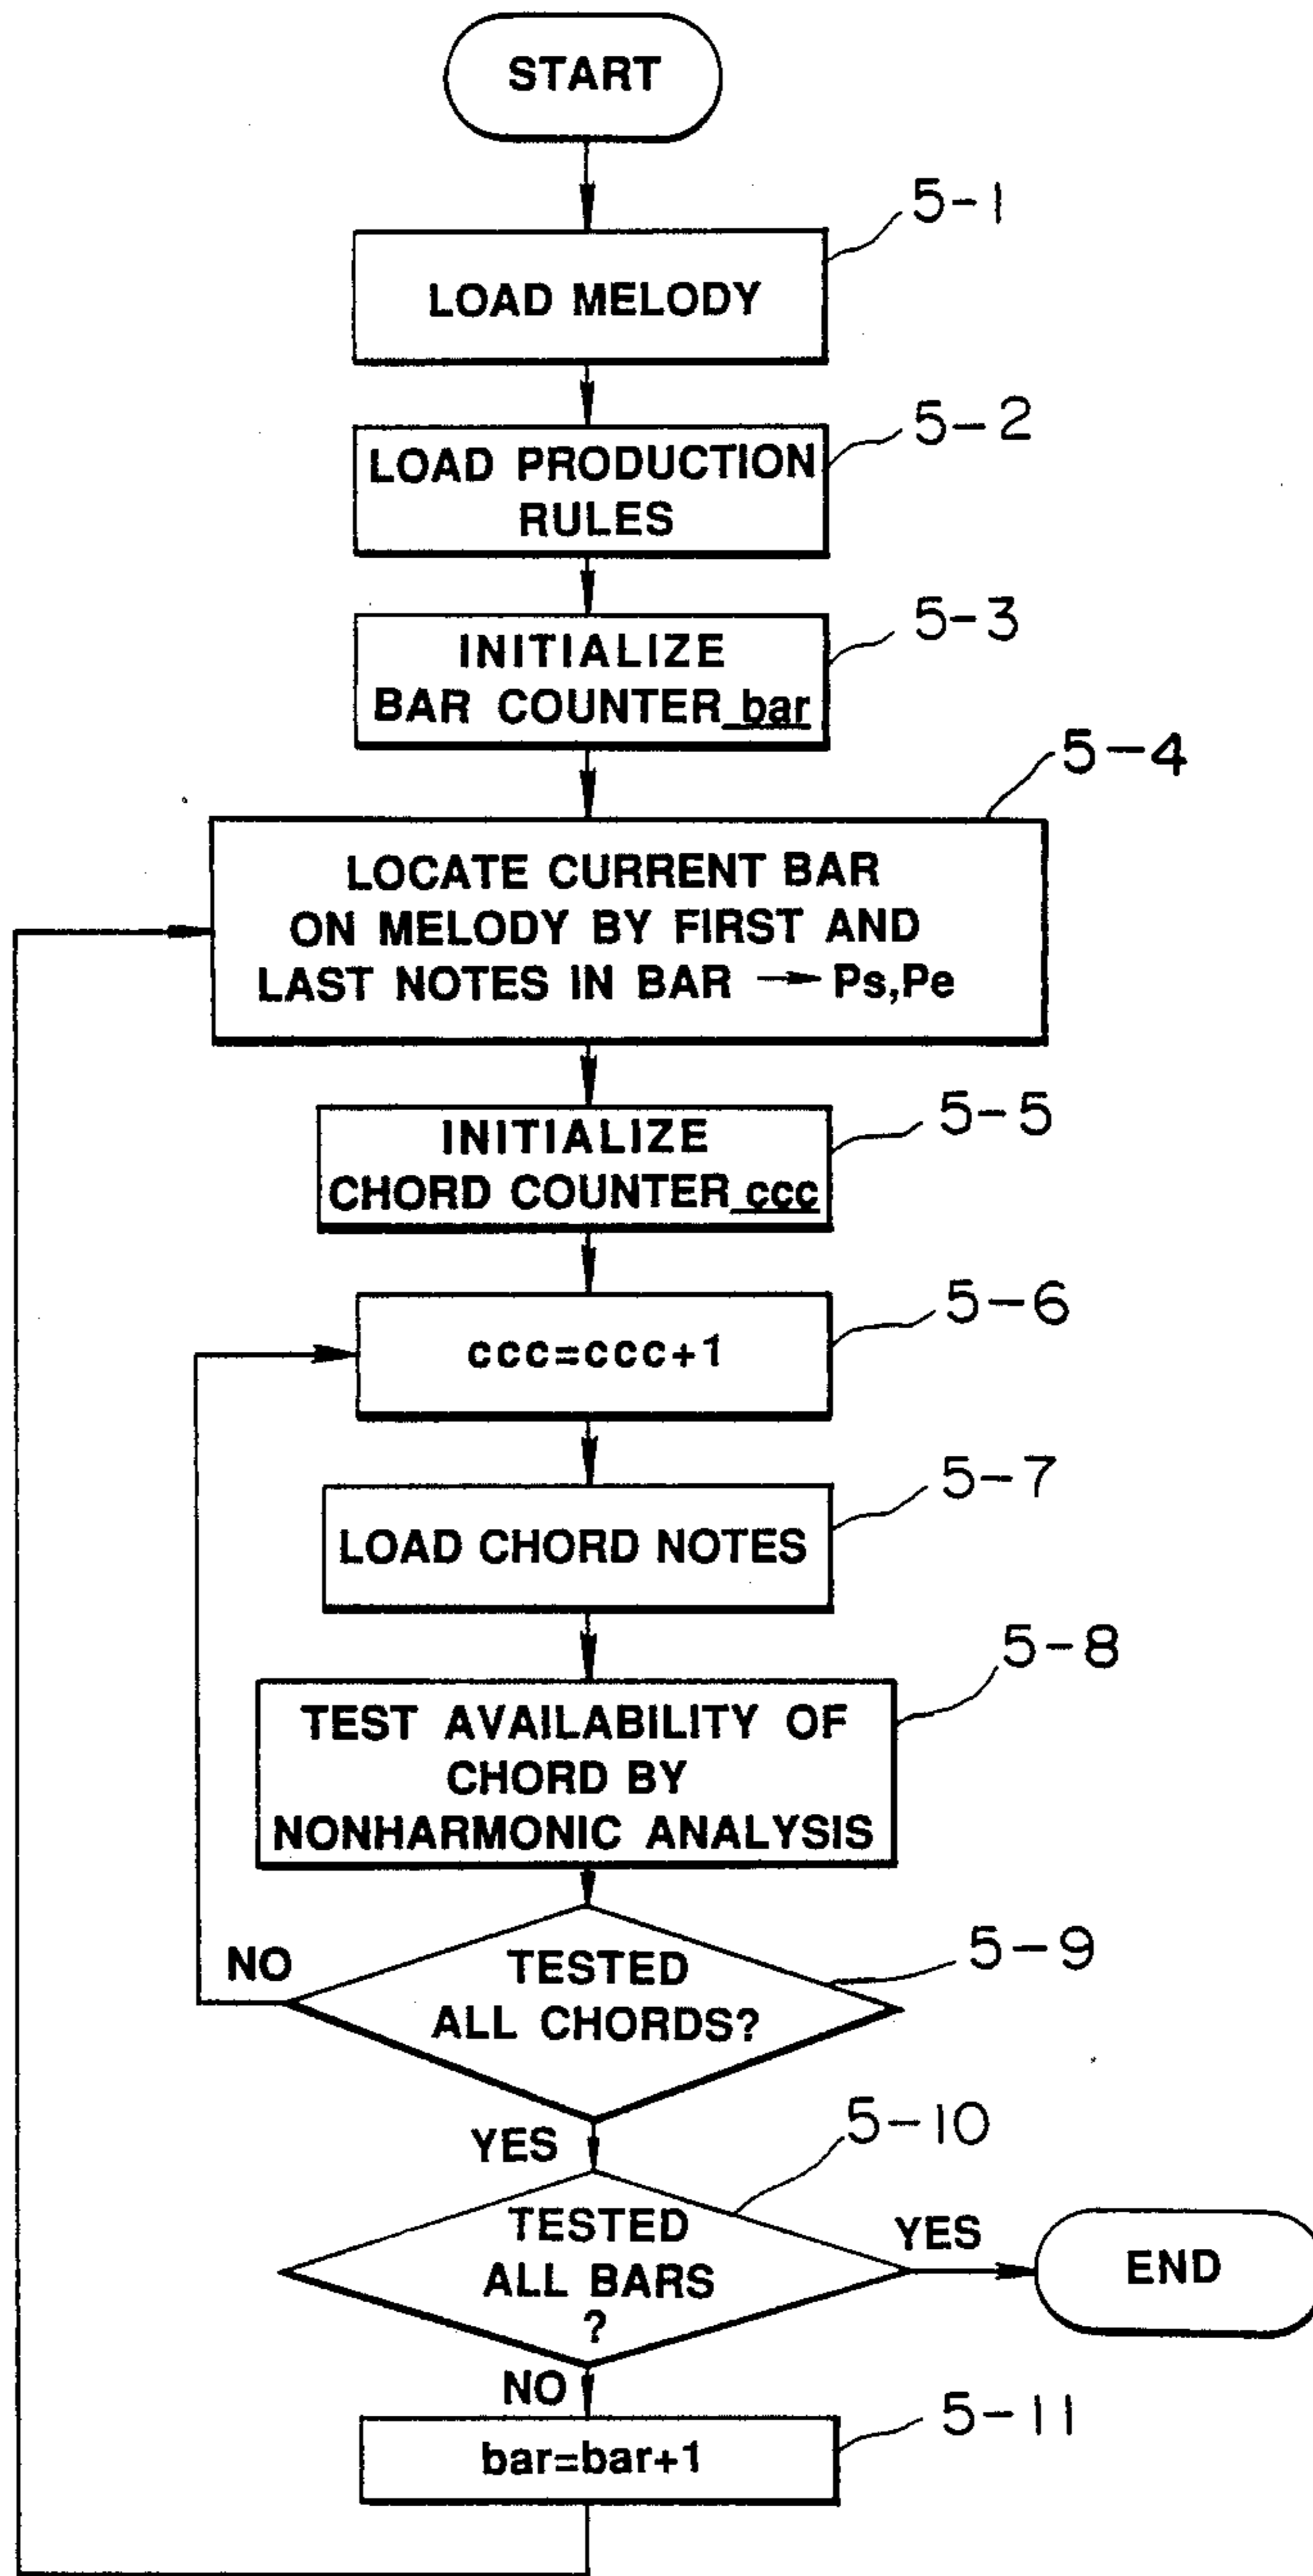 START
5-1
LOAD MELODY
5-2
LOAD PRODUCTION
RULES
5-3
INITIALIZE
BAR COUNTER bar
5-4
LOCATE CURRENT BAR
ON MELODY BY FIRST AND
LAST NOTES IN BAR → Ps,Pe
5-5
INITIALIZE
CHORD COUNTER ccc
5-6
ccc=ccc+1
5-7
LOAD CHORD NOTES
5-8
TEST AVAILABILITY OF
CHORD BY
NONHARMONIC ANALYSIS
5-9
NO
TESTED
ALL CHORDS?
YES
5-10
TESTED
ALL BARS
?
YES
END
NO
5-11
bar=bar+1